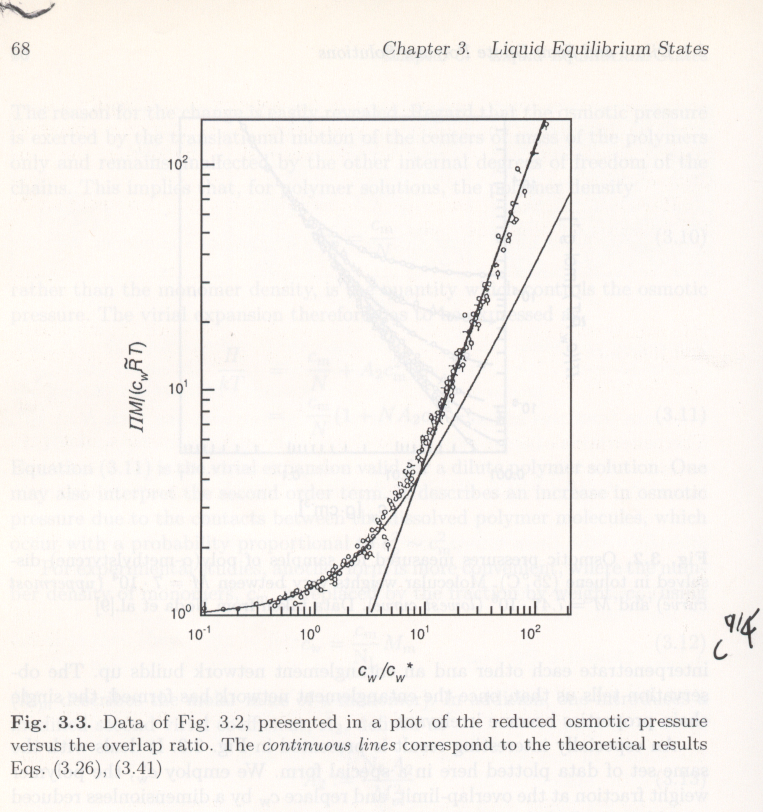 68
Chapter 3. Liquid Equilibrium States
10²
10¹
10⁰
ΠM/(c_w R̃T)
10⁻¹ 10⁰ 10¹ 10²
c_w/c_w*
Fig. 3.3. Data of Fig. 3.2, presented in a plot of the reduced osmotic pressure
versus the overlap ratio. The continuous lines correspond to the theoretical results
Eqs. (3.26), (3.41)